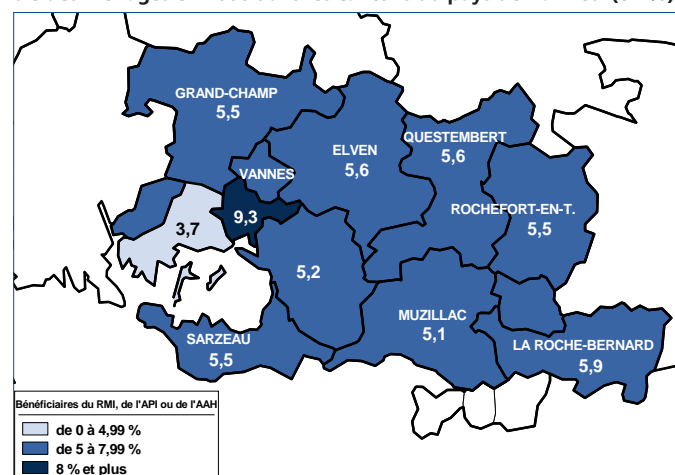 GRAND-CHAMP
5,5
ELVEN
5,6
QUESTEMBERT
5,6
VANNES
9,3
3,7
ROCHEFORT-EN-T.
5,5
5,2
MUZILLAC
5,1
SARZEAU
5,5
LA ROCHE-BERNARD
5,9
Bénéficiaires du RMI, de l'API ou de l'AAH
de 0 à 4,99 %
de 5 à 7,99 %
8 % et plus